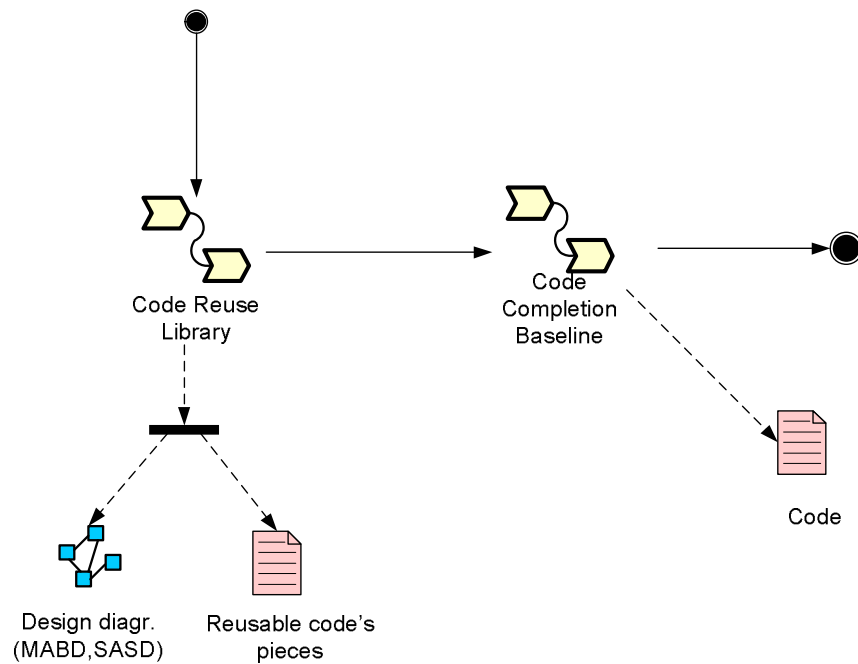 Code Reuse
Library
Code
Completion
Baseline
Code
Design diagr.
(MABD,SASD)
Reusable code's
pieces